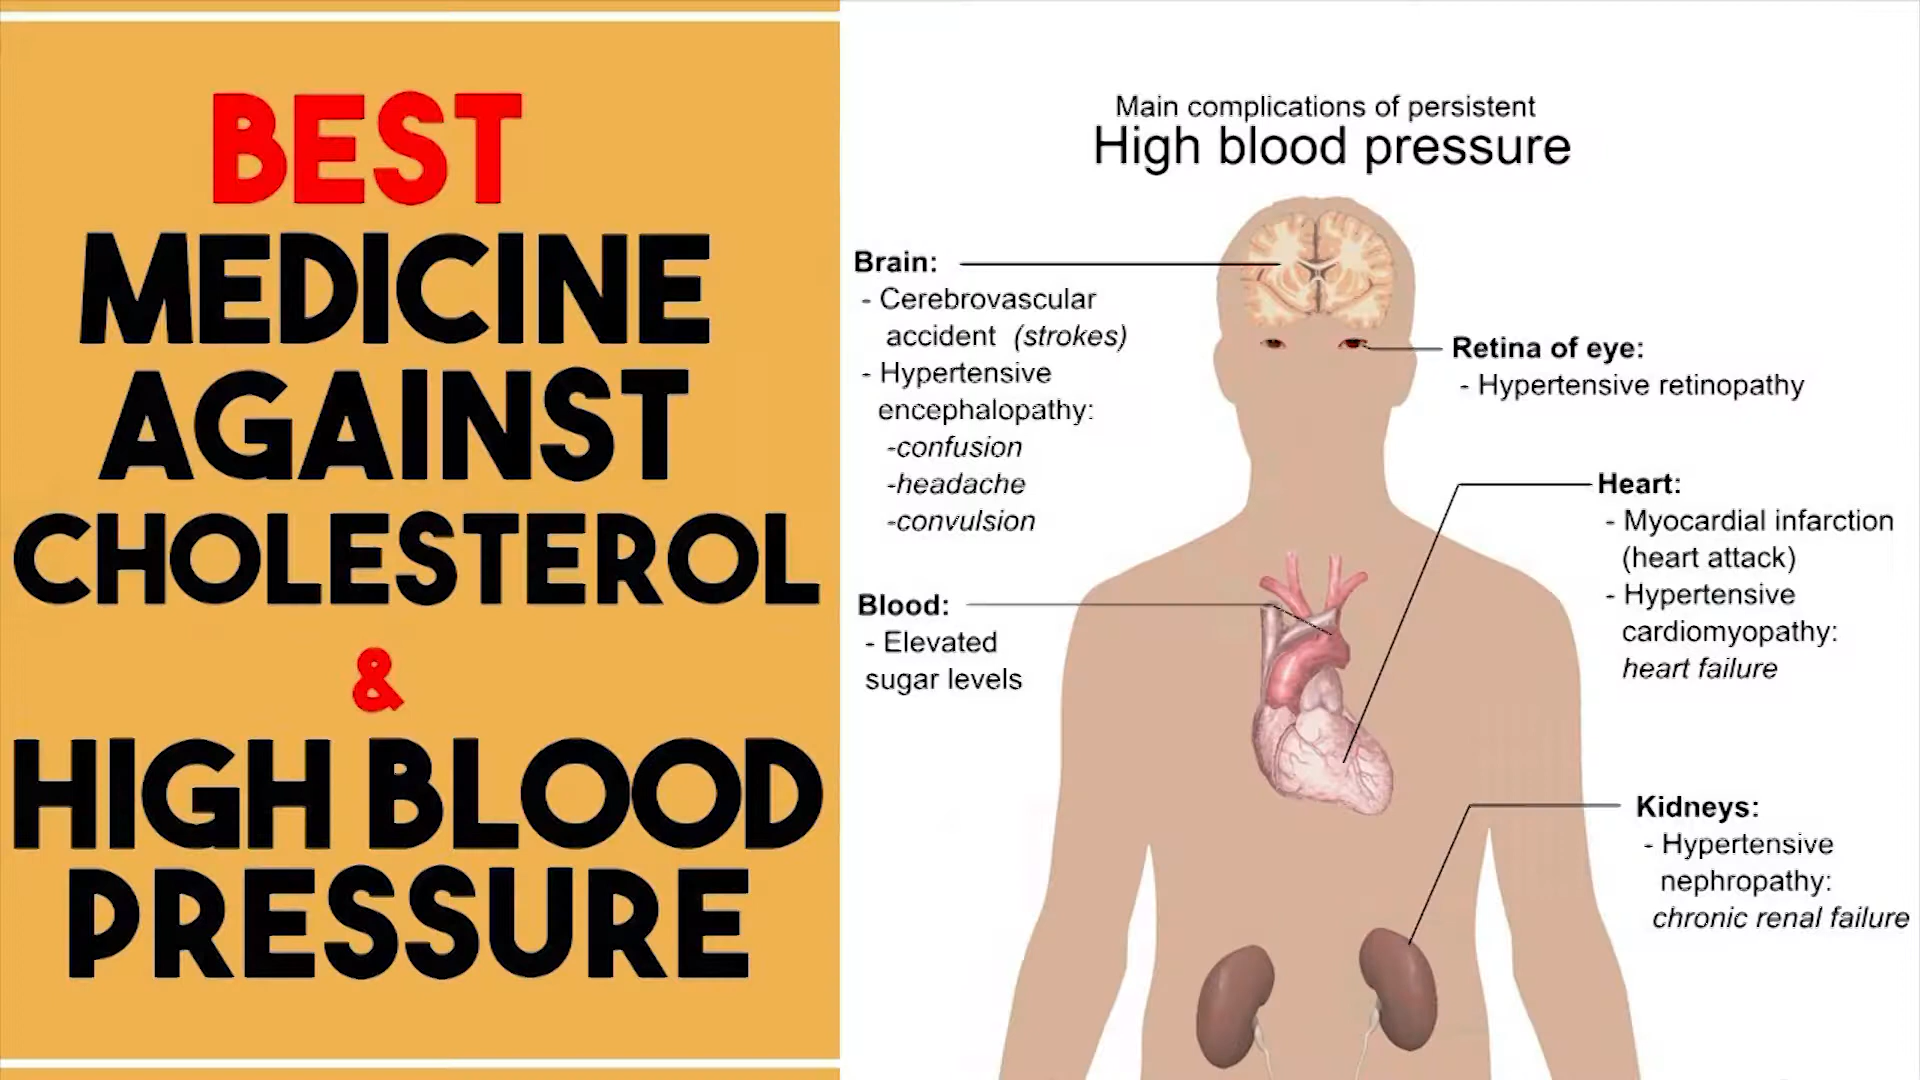 BEST
MEDICINE
AGAINST
CHOLESTEROL
&
HIGH BLOOD
PRESSURE
Main complications of persistent
High blood pressure
Brain:
- Cerebrovascular
accident (strokes)
- Hypertensive
encephalopathy:
-confusion
-headache
-convulsion
Blood:
- Elevated
sugar levels
Retina of eye:
- Hypertensive retinopathy
Heart:
- Myocardial infarction
(heart attack)
- Hypertensive
cardiomyopathy:
heart failure
Kidneys:
- Hypertensive
nephropathy:
chronic renal failure